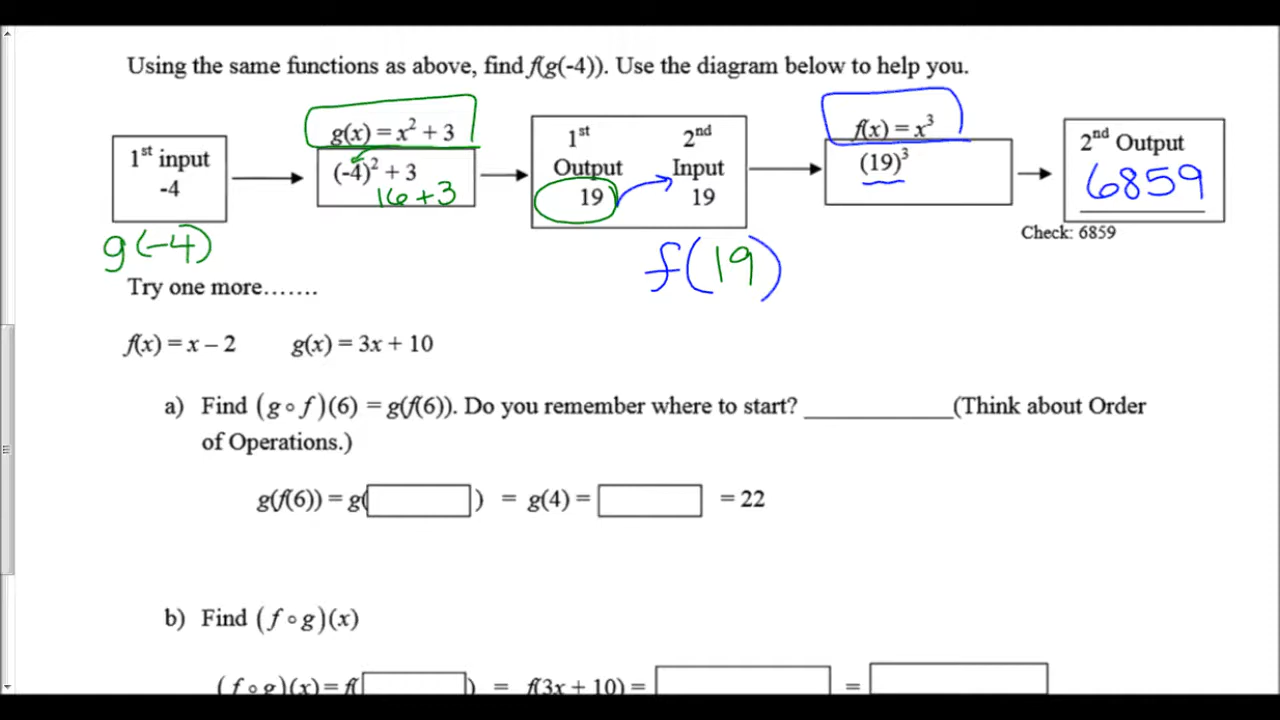 Using the same functions as above, find f(g(-4)). Use the diagram below to help you.
1st input
-4
g(-4)
g(x) = x² + 3
(-4)² + 3
16+3
1st Output
19
2nd Input
19
f(19)
f(x) = x³
(19)³
2nd Output
6859
Check: 6859
Try one more…….
f(x) = x – 2 g(x) = 3x + 10
a) Find (g∘f)(6) = g(f(6)). Do you remember where to start? __________(Think about Order
of Operations.)
g(f(6)) = g( ) = g(4) = = 22
b) Find (f∘g)(x)
(f∘g)(x) = f( ) = f(3x + 10) = =